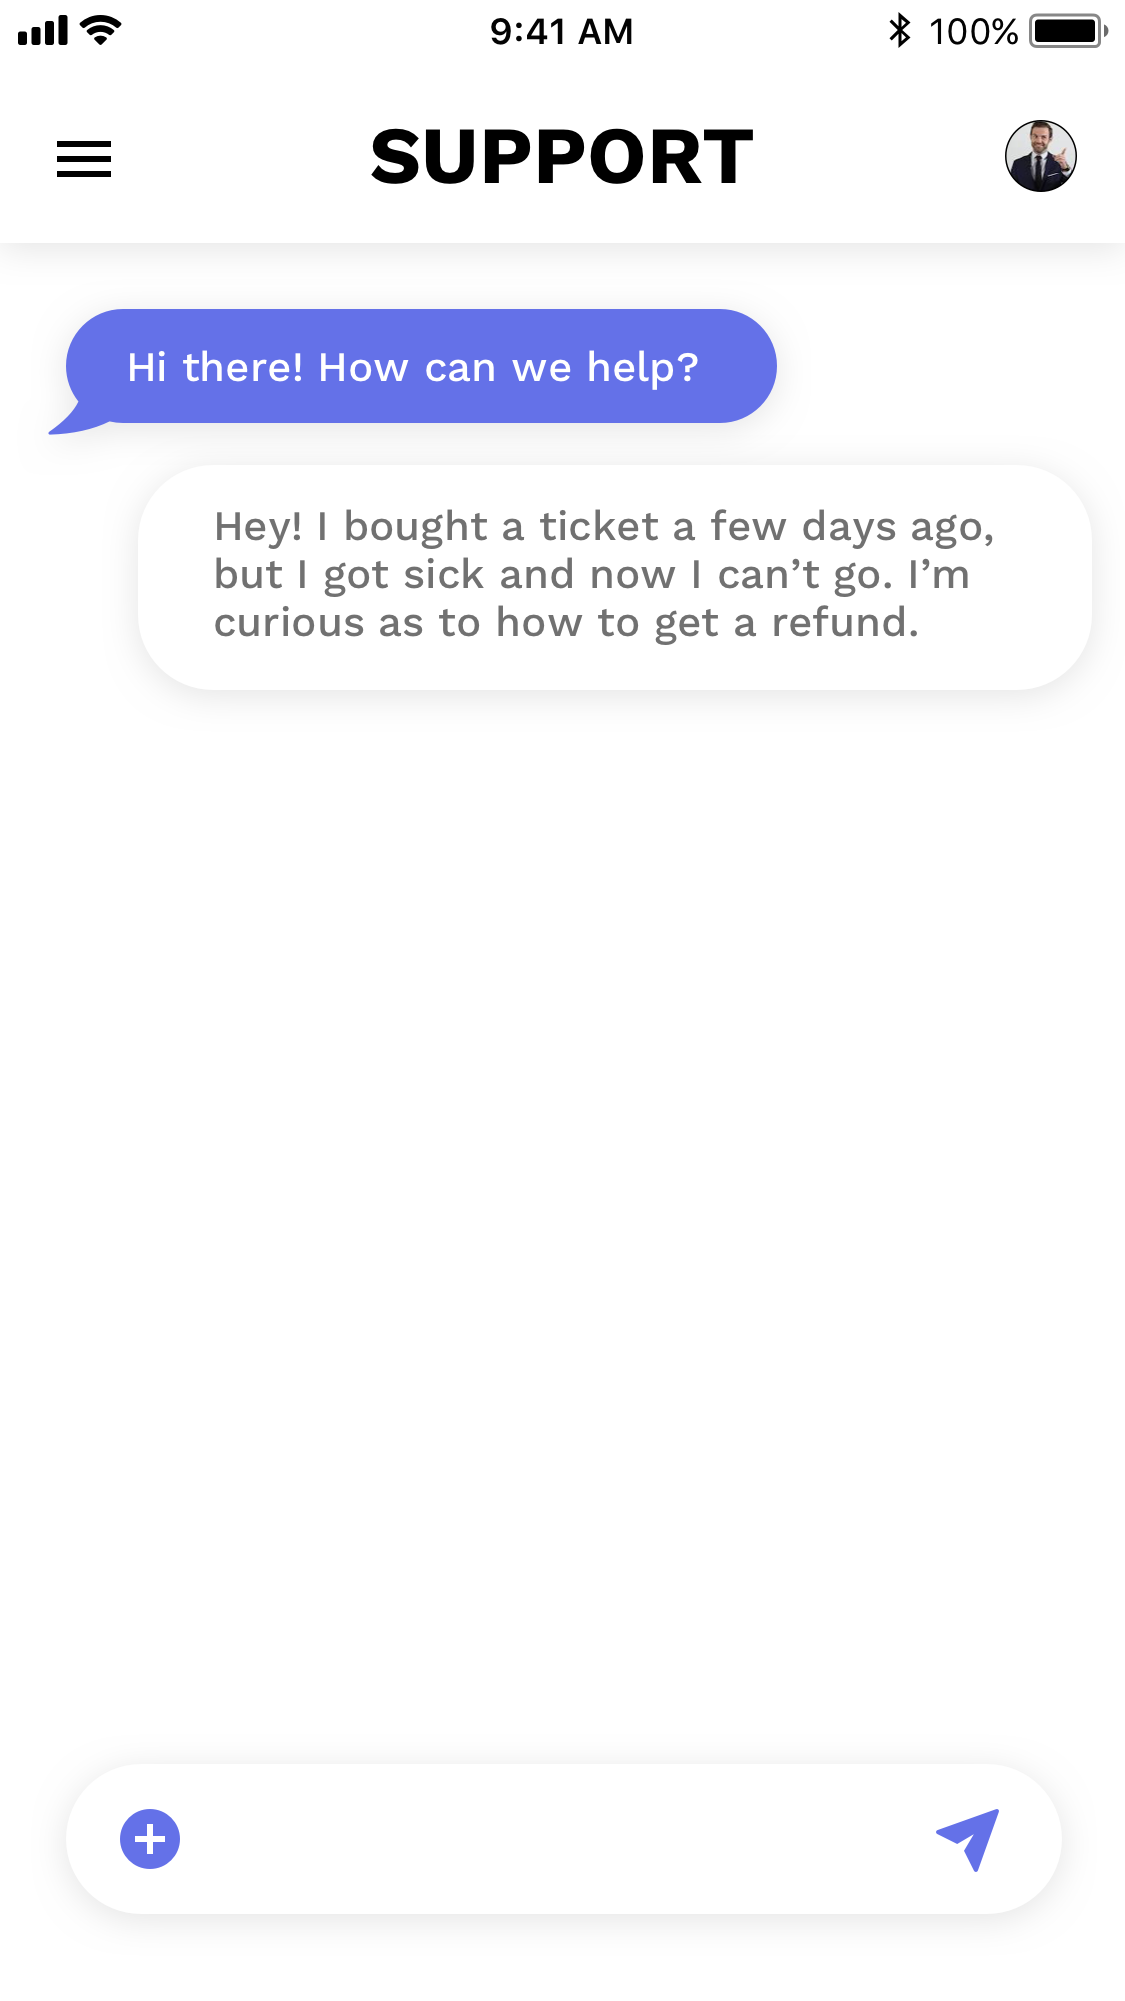 9:41 AM
100%
SUPPORT
Hi there! How can we help?
Hey! I bought a ticket a few days ago,
but I got sick and now I can’t go. I’m
curious as to how to get a refund.